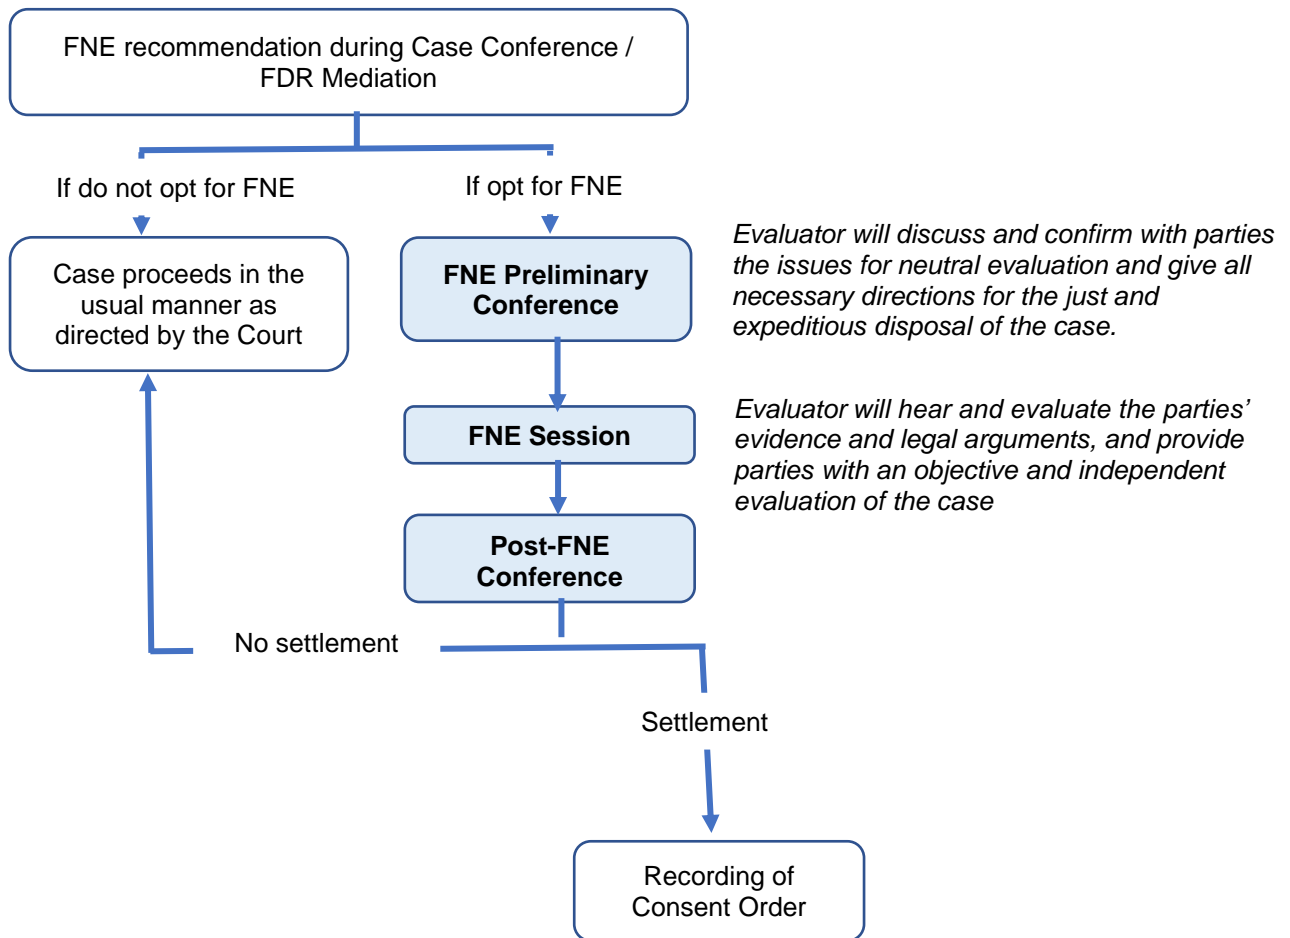 FNE recommendation during Case Conference /
FDR Mediation
If do not opt for FNE
If opt for FNE
Case proceeds in the
usual manner as
directed by the Court
FNE Preliminary
Conference
Evaluator will discuss and confirm with parties
the issues for neutral evaluation and give all
necessary directions for the just and
expeditious disposal of the case.
FNE Session
Evaluator will hear and evaluate the parties’
evidence and legal arguments, and provide
parties with an objective and independent
evaluation of the case
Post-FNE
Conference
No settlement
Settlement
Recording of
Consent Order